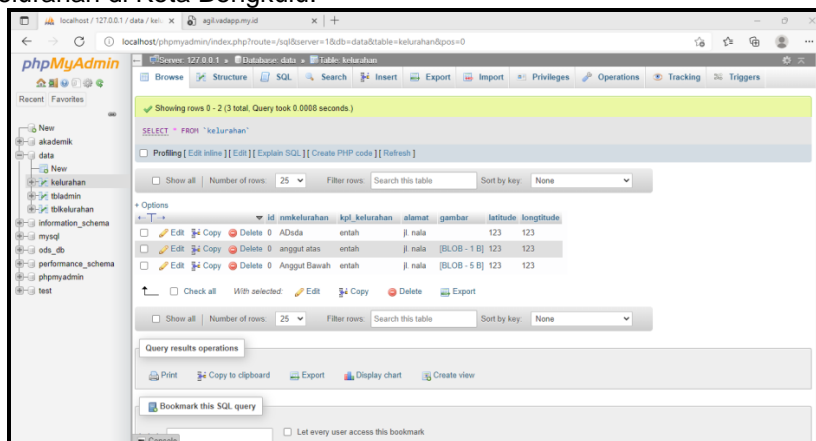 elurahan di Kota Bengkulu.
localhost / 127.0.0.1 / data / kelu
agil.vadapp.my.id
localhost/phpmyadmin/index.php?route=/sql&server=1&db=data&table=kelurahan&pos=0
phpMyAdmin
Recent Favorites
New
akademik
data
New
kelurahan
tbladmin
tblkelurahan
information_schema
mysql
ods_db
performance_schema
phpmyadmin
test
Server: 127.0.0.1 » Database: data » Table: kelurahan
Browse Structure SQL Search Insert Export Import Privileges Operations Tracking Triggers
Showing rows 0 - 2 (3 total, Query took 0.0008 seconds.)
SELECT * FROM `kelurahan`
Profiling [ Edit inline ] [ Edit ] [ Explain SQL ] [ Create PHP code ] [ Refresh ]
Show all Number of rows: 25 Filter rows: Search this table Sort by key: None
+ Options
id nmkelurahan kpl_kelurahan alamat gambar latitude longtitude
Edit Copy Delete 0 ADsda entah jl. nala 123 123
Edit Copy Delete 0 anggut atas entah jl. nala [BLOB - 1 B] 123 123
Edit Copy Delete 0 Anggut Bawah entah jl. nala [BLOB - 5 B] 123 123
Check all With selected: Edit Copy Delete Export
Show all Number of rows: 25 Filter rows: Search this table Sort by key: None
Query results operations
Print Copy to clipboard Export Display chart Create view
Bookmark this SQL query
Console
Let every user access this bookmark